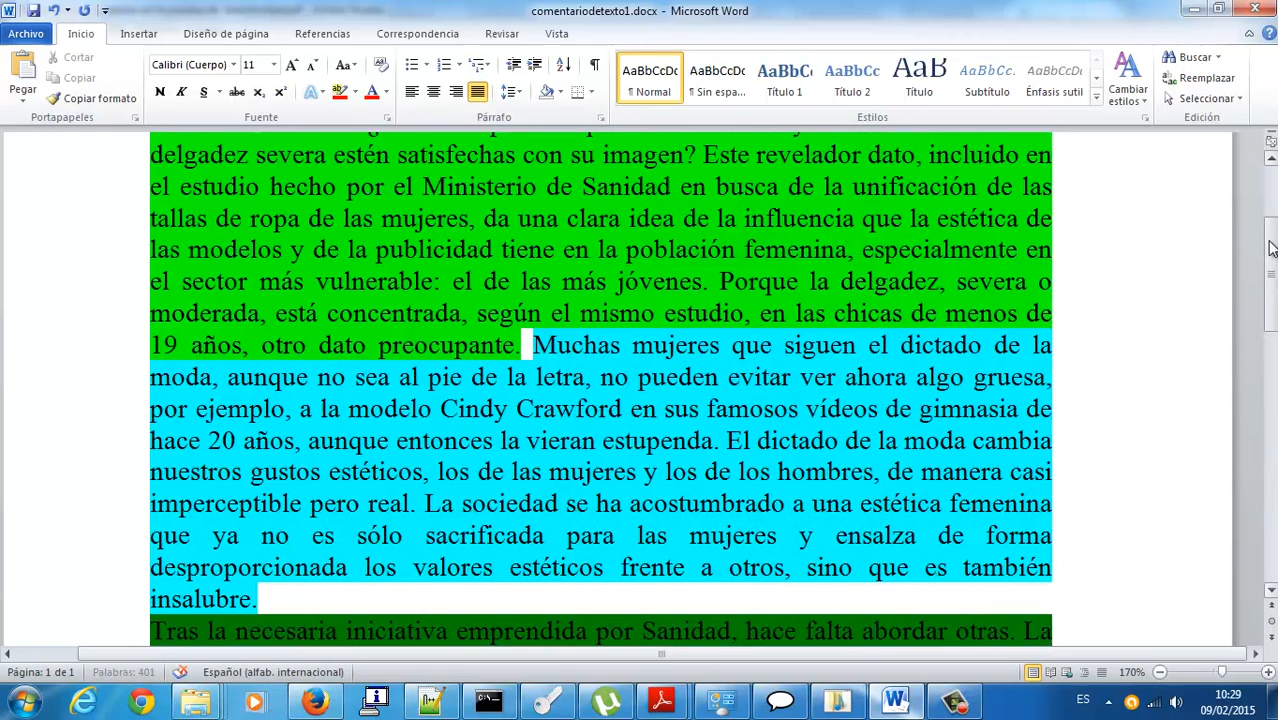 comentariodetexto1.docx - Microsoft Word
Archivo Inicio Insertar Diseño de página Referencias Correspondencia Revisar Vista
Pegar
Cortar
Copiar
Copiar formato
Portapapeles
Calibri (Cuerpo) 11
Fuente
Párrafo
AaBbCcDc
¶ Normal
AaBbCcDc
¶ Sin espa...
AaBbC
Título 1
AaBbCc
Título 2
Título
AaBbCcL
Subtítulo
AaBbCcDc
Énfasis sutil
Cambiar
estilos
Estilos
Buscar
Reemplazar
Seleccionar
Edición
delgadez severa estén satisfechas con su imagen? Este revelador dato, incluido en
el estudio hecho por el Ministerio de Sanidad en busca de la unificación de las
tallas de ropa de las mujeres, da una clara idea de la influencia que la estética de
las modelos y de la publicidad tiene en la población femenina, especialmente en
el sector más vulnerable: el de las más jóvenes. Porque la delgadez, severa o
moderada, está concentrada, según el mismo estudio, en las chicas de menos de
19 años, otro dato preocupante. Muchas mujeres que siguen el dictado de la
moda, aunque no sea al pie de la letra, no pueden evitar ver ahora algo gruesa,
por ejemplo, a la modelo Cindy Crawford en sus famosos vídeos de gimnasia de
hace 20 años, aunque entonces la vieran estupenda. El dictado de la moda cambia
nuestros gustos estéticos, los de las mujeres y los de los hombres, de manera casi
imperceptible pero real. La sociedad se ha acostumbrado a una estética femenina
que ya no es sólo sacrificada para las mujeres y ensalza de forma
desproporcionada los valores estéticos frente a otros, sino que es también
insalubre.
Tras la necesaria iniciativa emprendida por Sanidad, hace falta abordar otras. La
Página: 1 de 1 Palabras: 401 Español (alfab. internacional) 170%
ES 10:29
09/02/2015